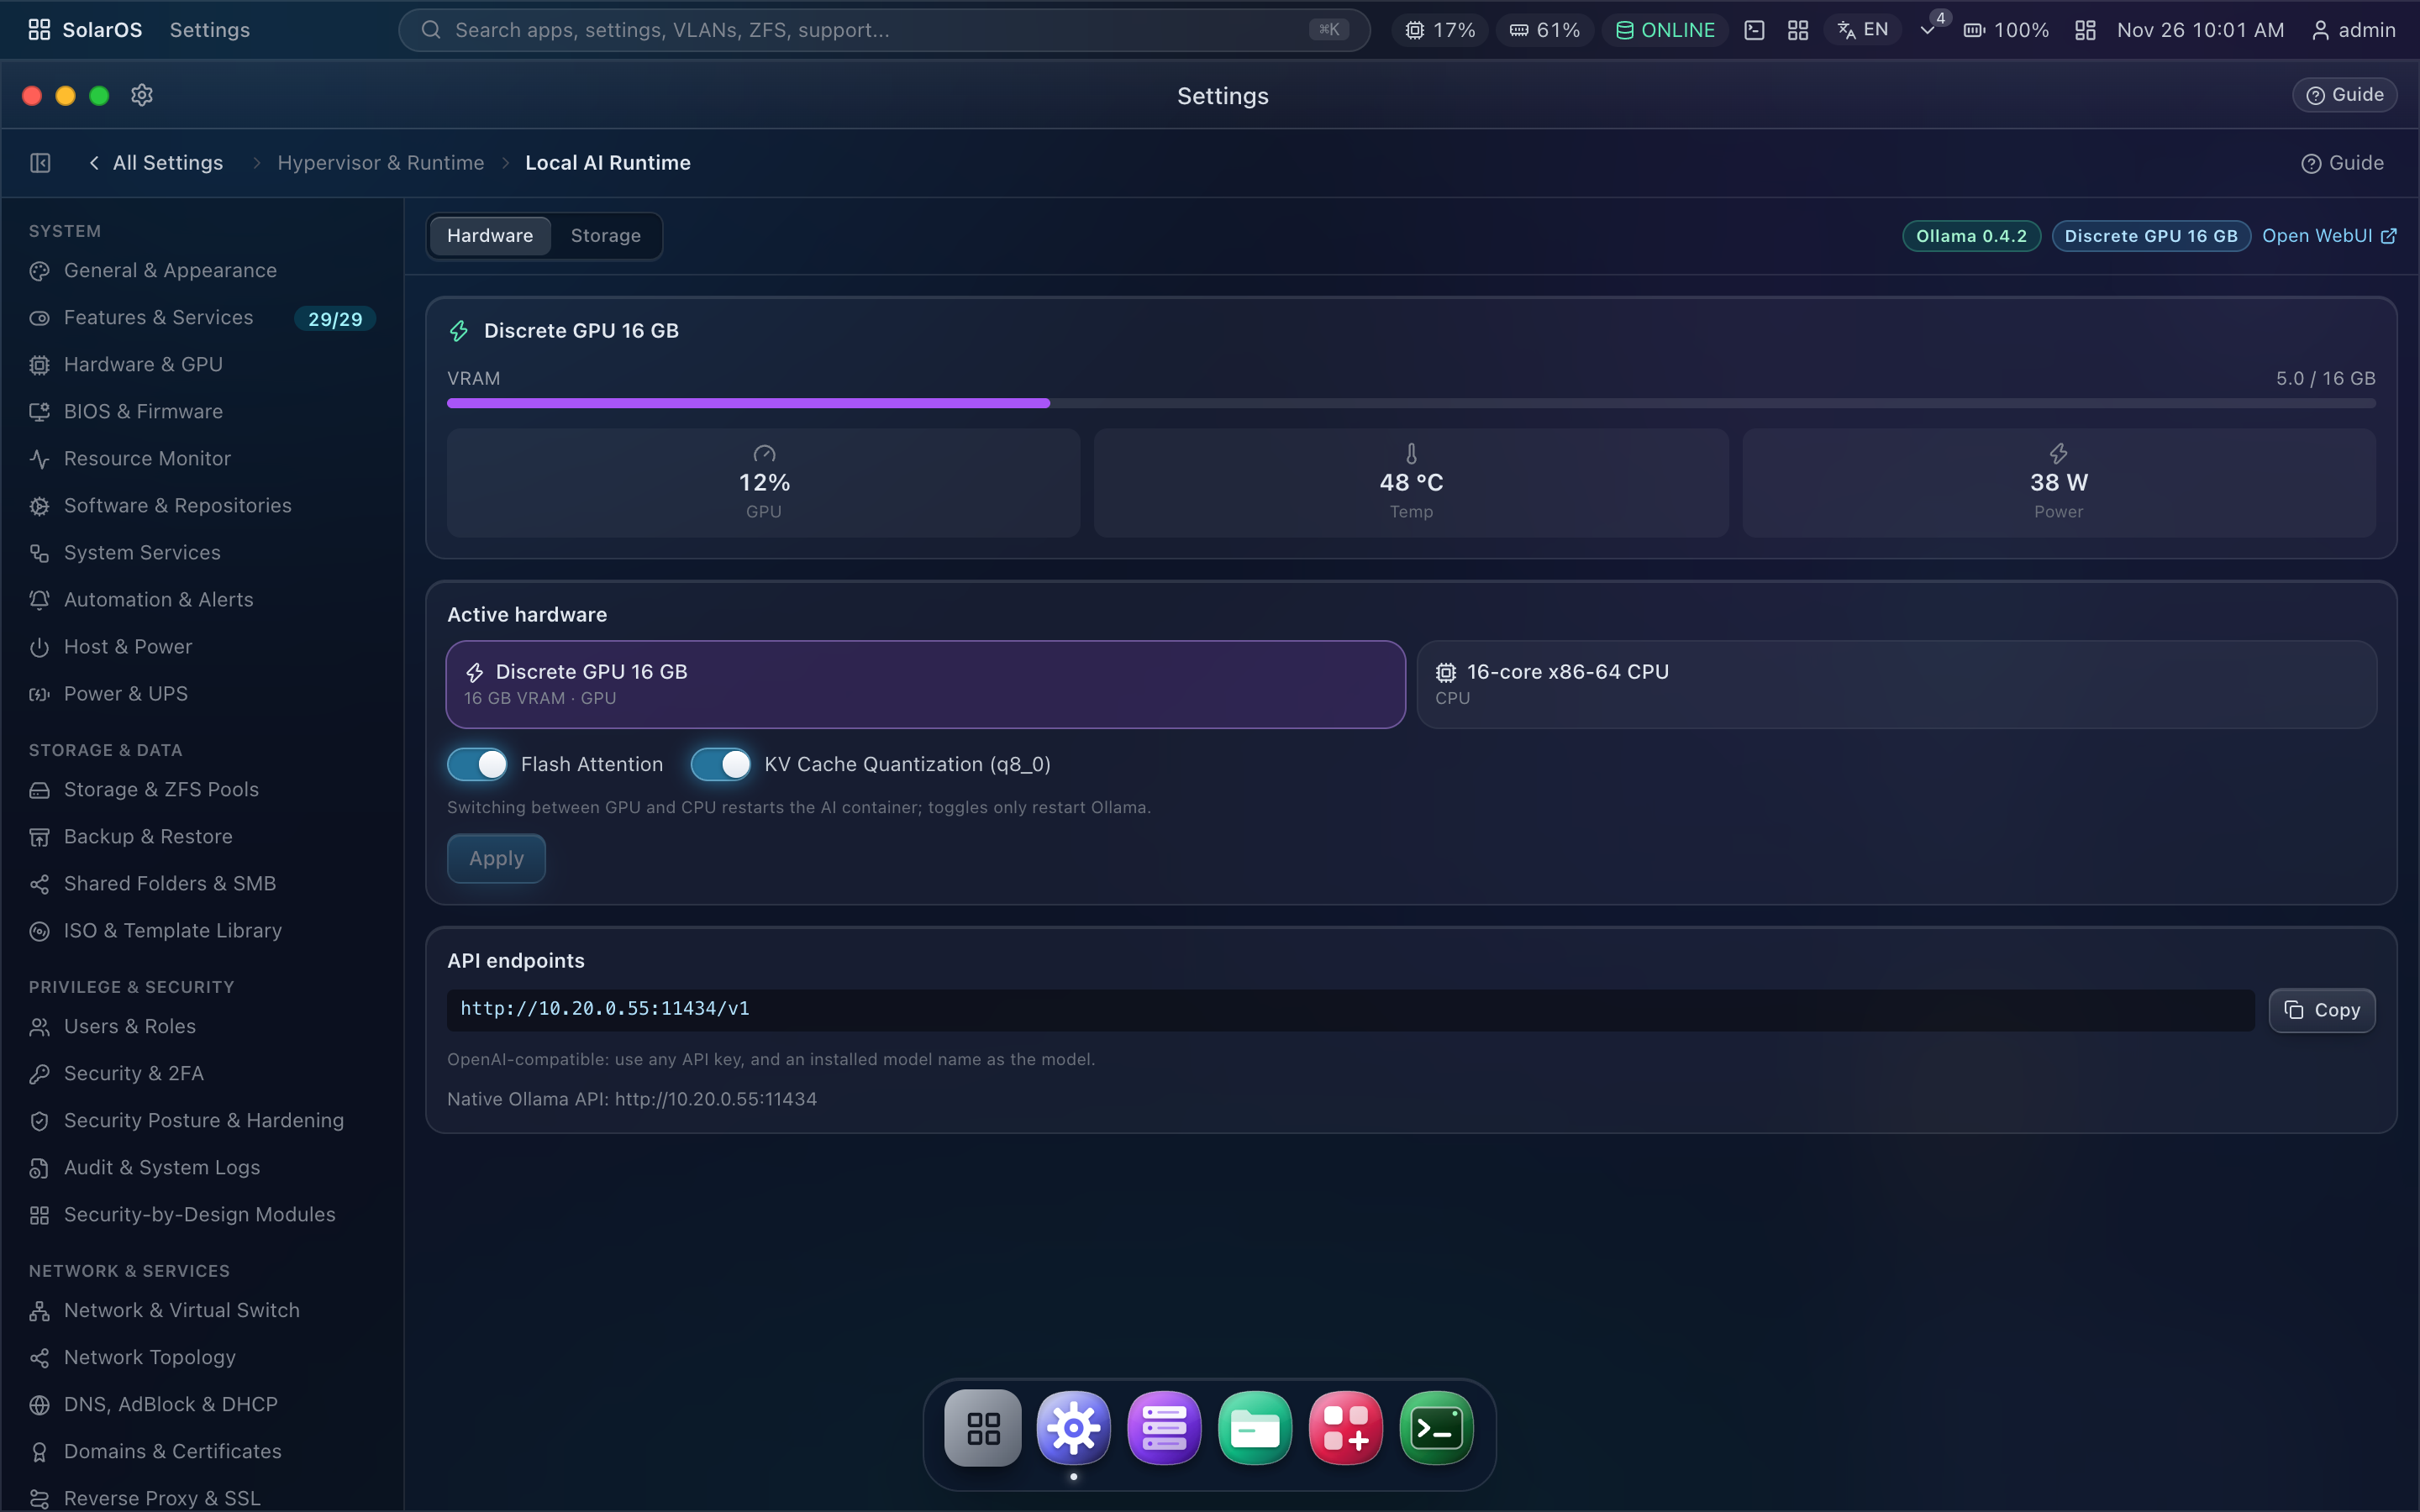 SolarOS Settings Search apps, settings, VLANs, ZFS, support... ⌘K 17% 61% ONLINE EN 4 100% Nov 26 10:01 AM admin
Settings Guide
All Settings Hypervisor & Runtime Local AI Runtime Guide
SYSTEM
General & Appearance
Features & Services 29/29
Hardware & GPU
BIOS & Firmware
Resource Monitor
Software & Repositories
System Services
Automation & Alerts
Host & Power
Power & UPS
STORAGE & DATA
Storage & ZFS Pools
Backup & Restore
Shared Folders & SMB
ISO & Template Library
PRIVILEGE & SECURITY
Users & Roles
Security & 2FA
Security Posture & Hardening
Audit & System Logs
Security-by-Design Modules
NETWORK & SERVICES
Network & Virtual Switch
Network Topology
DNS, AdBlock & DHCP
Domains & Certificates
Reverse Proxy & SSL
Hardware Storage Ollama 0.4.2 Discrete GPU 16 GB Open WebUI
Discrete GPU 16 GB
VRAM 5.0 / 16 GB
12% 48 °C 38 W
GPU Temp Power
Active hardware
Discrete GPU 16 GB 16-core x86-64 CPU
16 GB VRAM · GPU CPU
Flash Attention KV Cache Quantization (q8_0)
Switching between GPU and CPU restarts the AI container; toggles only restart Ollama.
Apply
API endpoints
http://10.20.0.55:11434/v1 Copy
OpenAI-compatible: use any API key, and an installed model name as the model.
Native Ollama API: http://10.20.0.55:11434